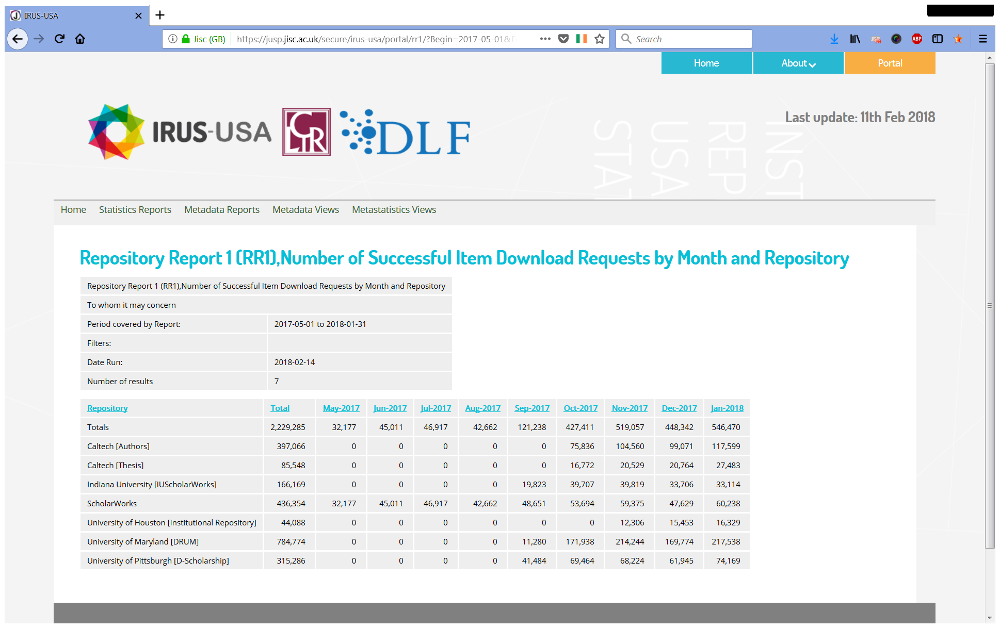 IRUS-USA
Jisc (GB) https://jusp.jisc.ac.uk/secure/irus-usa/portal/rr1/?Begin=2017-05-01& Search
ABP
Home About Portal
IRUS-USA CLIR DLF
Last update: 11th Feb 2018
INST
REP
USA
STAT
Home Statistics Reports Metadata Reports Metadata Views Metastatistics Views
Repository Report 1 (RR1),Number of Successful Item Download Requests by Month and Repository
Repository Report 1 (RR1),Number of Successful Item Download Requests by Month and Repository
To whom it may concern
Period covered by Report: 2017-05-01 to 2018-01-31
Filters:
Date Run: 2018-02-14
Number of results 7
Repository Total May-2017 Jun-2017 Jul-2017 Aug-2017 Sep-2017 Oct-2017 Nov-2017 Dec-2017 Jan-2018
Totals 2,229,285 32,177 45,011 46,917 42,662 121,238 427,411 519,057 448,342 546,470
Caltech [Authors] 397,066 0 0 0 0 0 75,836 104,560 99,071 117,599
Caltech [Thesis] 85,548 0 0 0 0 0 16,772 20,529 20,764 27,483
Indiana University [IUScholarWorks] 166,169 0 0 0 0 19,823 39,707 39,819 33,706 33,114
ScholarWorks 436,354 32,177 45,011 46,917 42,662 48,651 53,694 59,375 47,629 60,238
University of Houston [Institutional Repository] 44,088 0 0 0 0 0 0 12,306 15,453 16,329
University of Maryland [DRUM] 784,774 0 0 0 0 11,280 171,938 214,244 169,774 217,538
University of Pittsburgh [D-Scholarship] 315,286 0 0 0 0 41,484 69,464 68,224 61,945 74,169